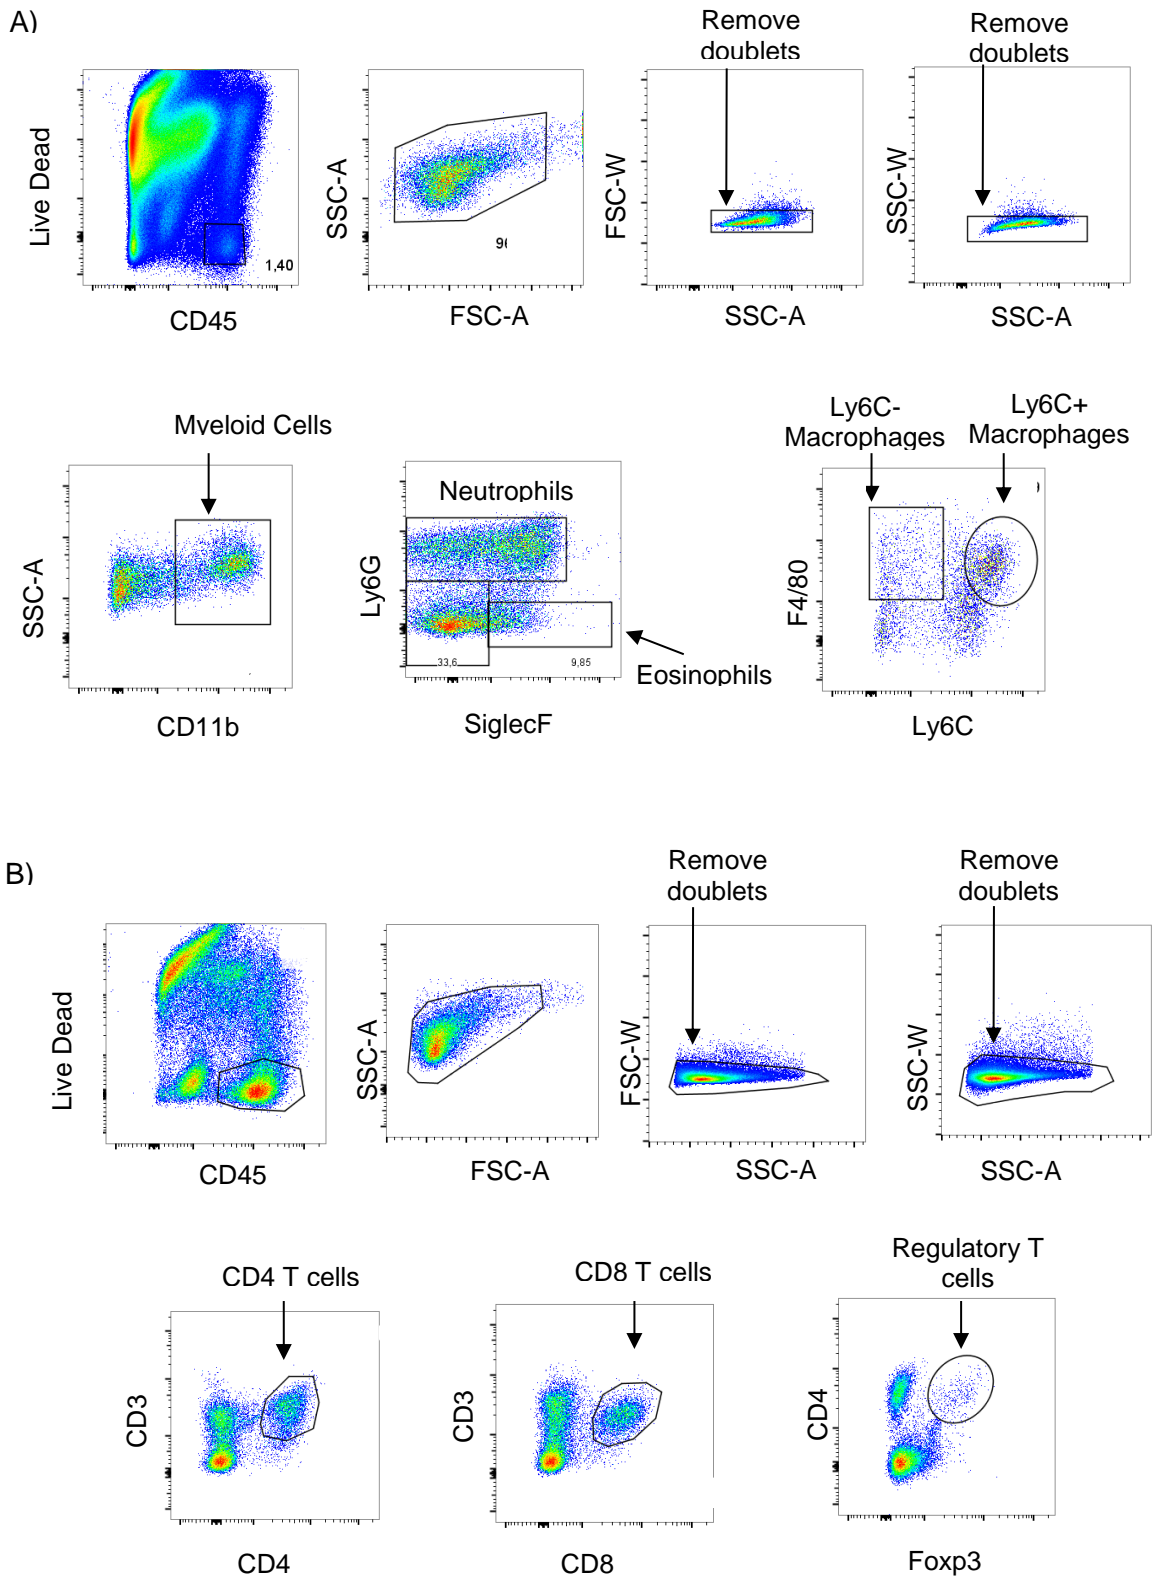 A)
Remove
doublets
Remove
doublets
Live Dead
1,40
CD45
SSC-A
FSC-A
FSC-W
SSC-A
SSC-W
SSC-A
Myeloid Cells
SSC-A
CD11b
Neutrophils
Ly6G
33,6
9,85
Eosinophils
SiglecF
Ly6C-
Macrophages
Ly6C+
Macrophages
F4/80
Ly6C
B)
Remove
doublets
Remove
doublets
Live Dead
CD45
SSC-A
FSC-A
FSC-W
SSC-A
SSC-W
SSC-A
CD4 T cells
CD3
CD4
CD8 T cells
CD3
CD8
Regulatory T
cells
CD4
Foxp3